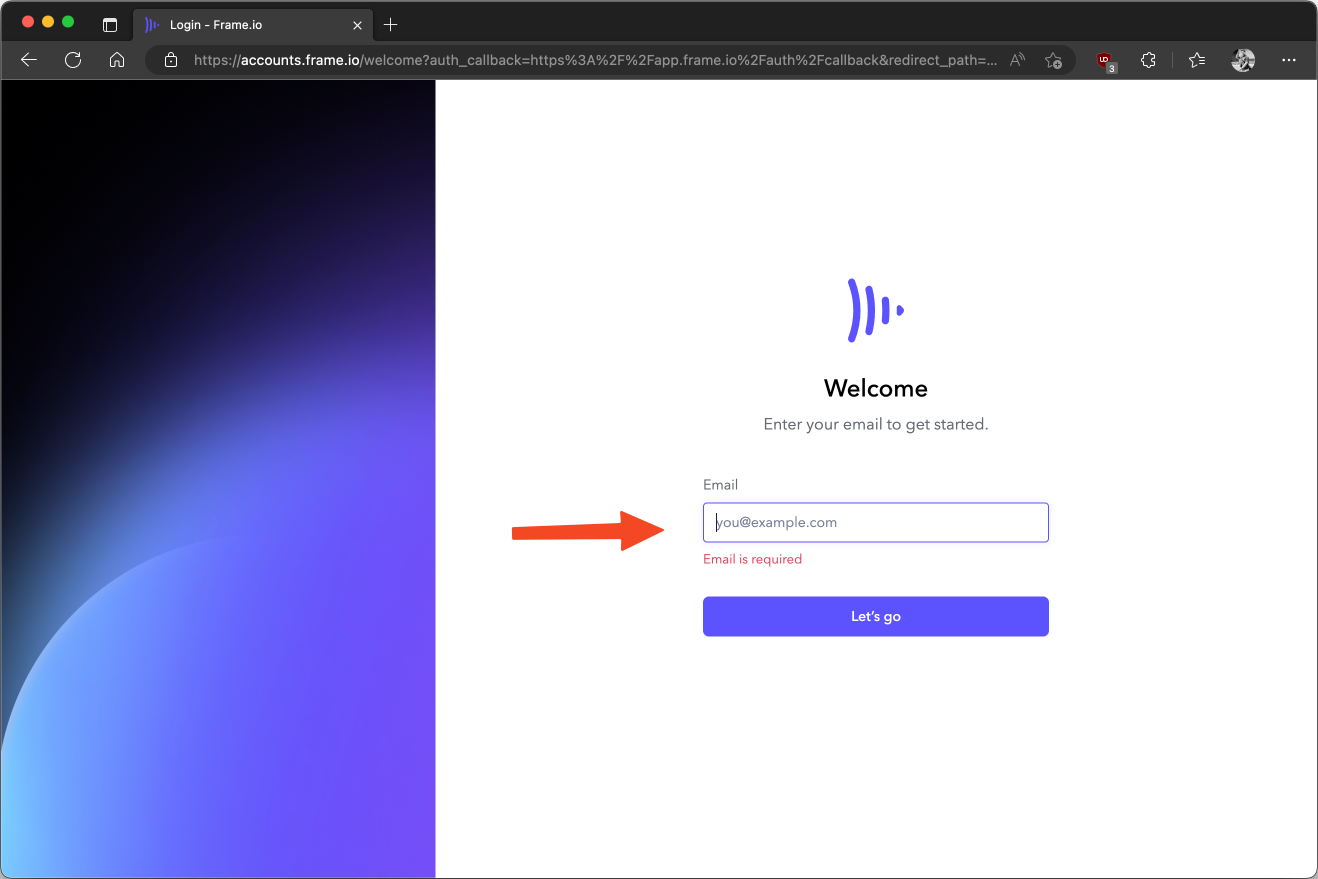 Login - Frame.io
https://accounts.frame.io/welcome?auth_callback=https%3A%2F%2Fapp.frame.io%2Fauth%2Fcallback&redirect_path=...
UD
3
Welcome
Enter your email to get started.
Email
you@example.com
Email is required
Let's go